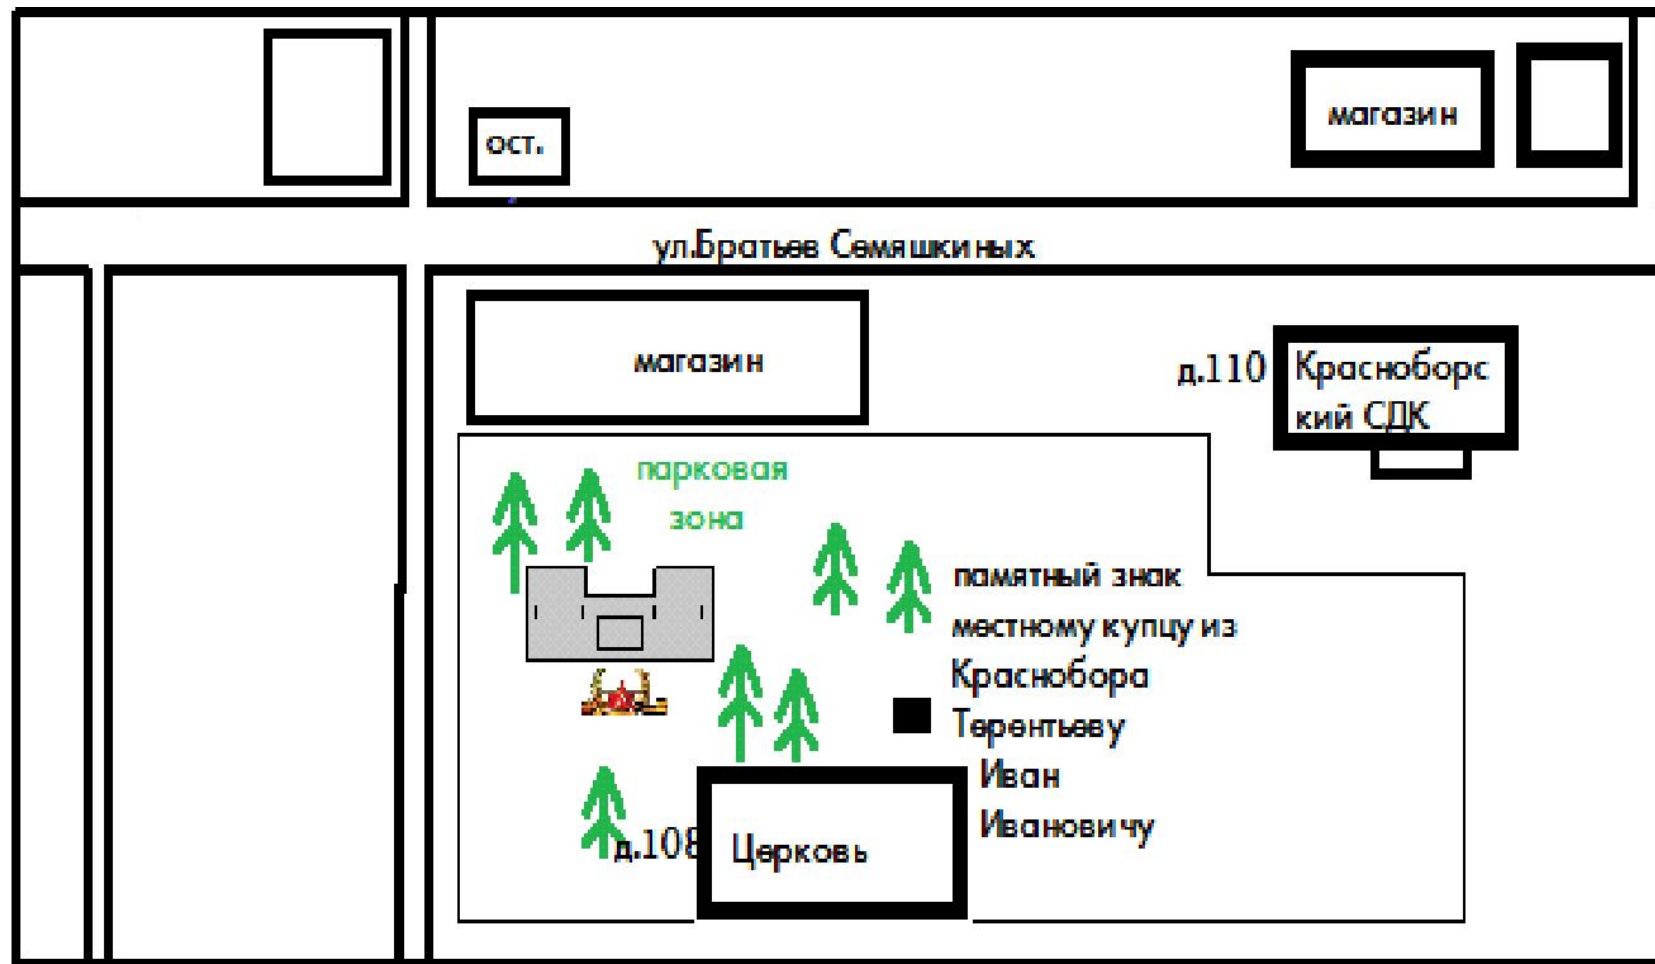 магазин
ост.
ул.Братьев Семяшкиных
магазин
д.110
Красноборс
кий СДК
парковая
зона
памятный знак
местному купцу из
Краснобора
Терентьеву
Иван
Ивановичу
д.108
Церковь